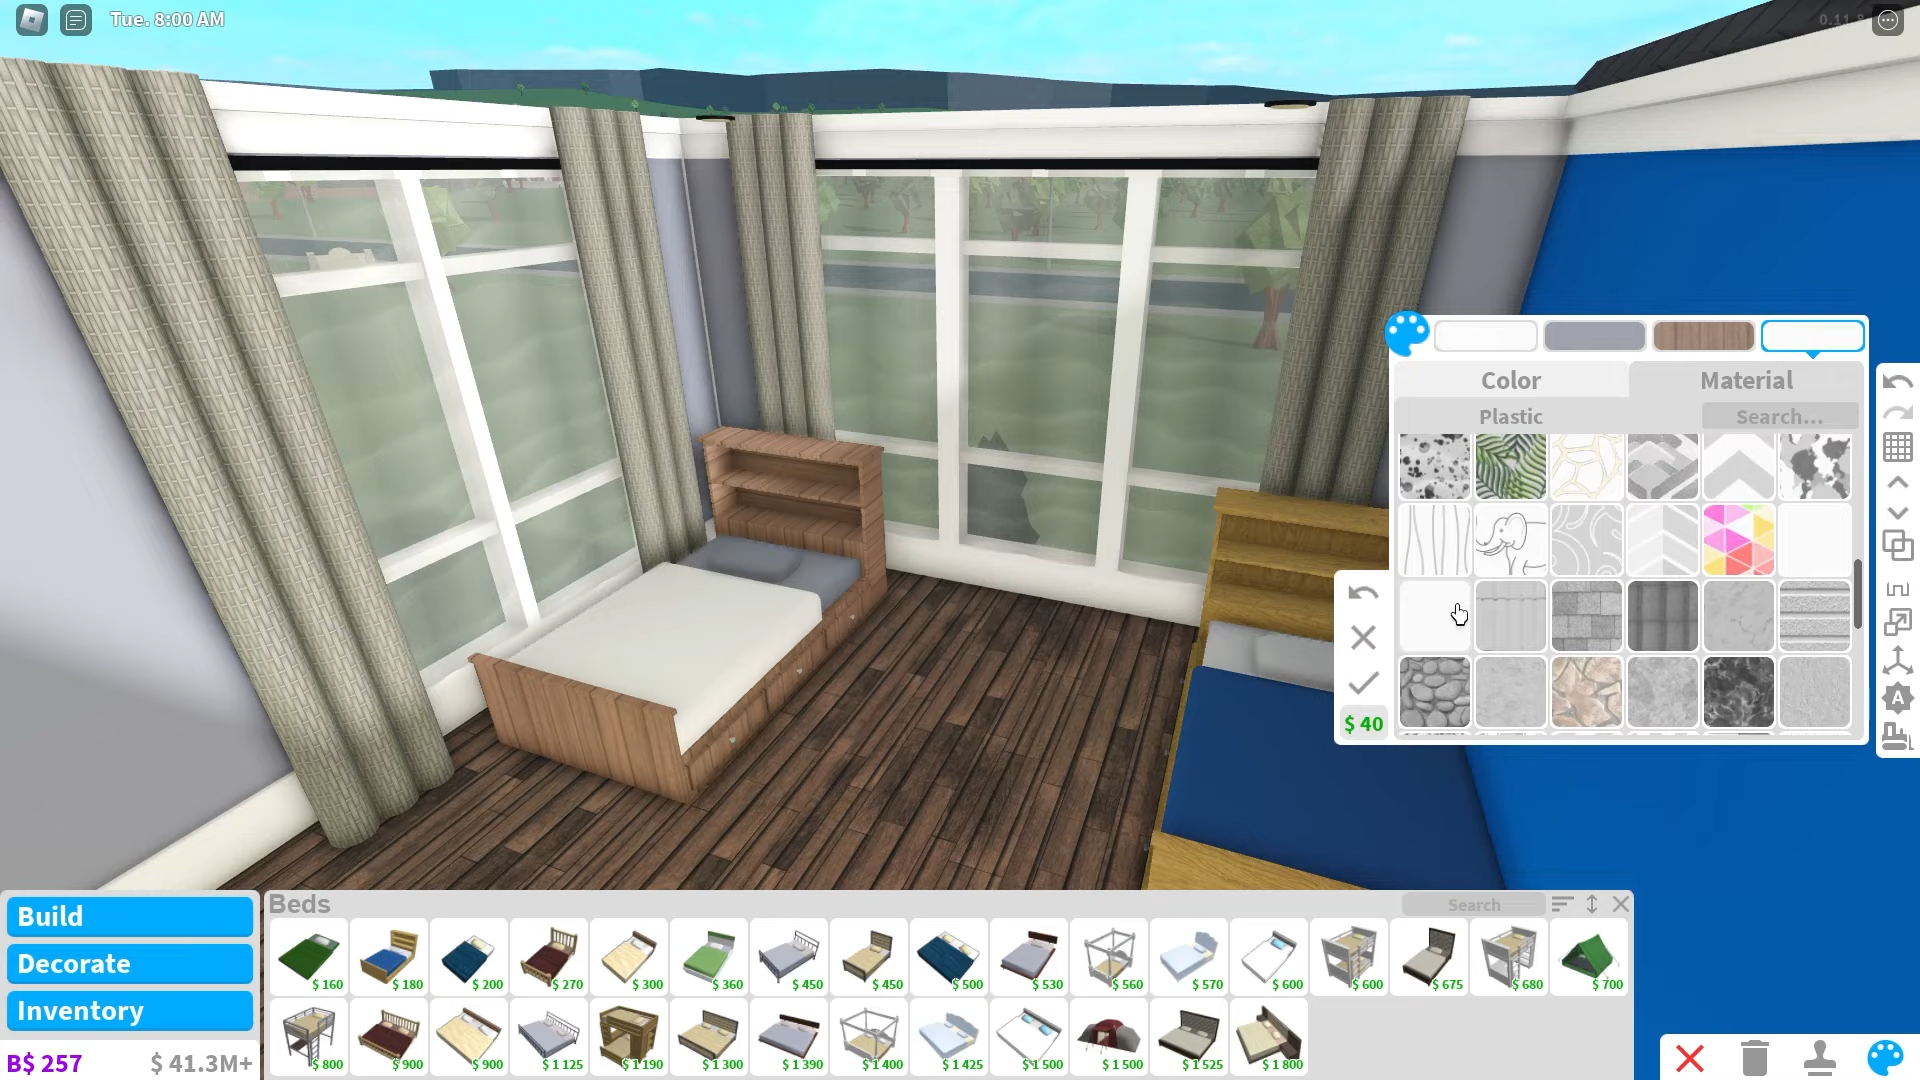 Tue. 8:00 AM
0.11.8
Color
Material
Plastic
Search...
$ 40
Build
Decorate
Inventory
B$ 257
$ 41.3M+
Beds
Search
$ 160
$ 180
$ 200
$ 270
$ 300
$ 360
$ 450
$ 450
$ 500
$ 530
$ 560
$ 570
$ 600
$ 600
$ 675
$ 680
$ 700
$ 800
$ 900
$ 900
$ 1 125
$ 1 190
$ 1 300
$ 1 390
$ 1 400
$ 1 425
$ 1 500
$ 1 500
$ 1 525
$ 1 800
A